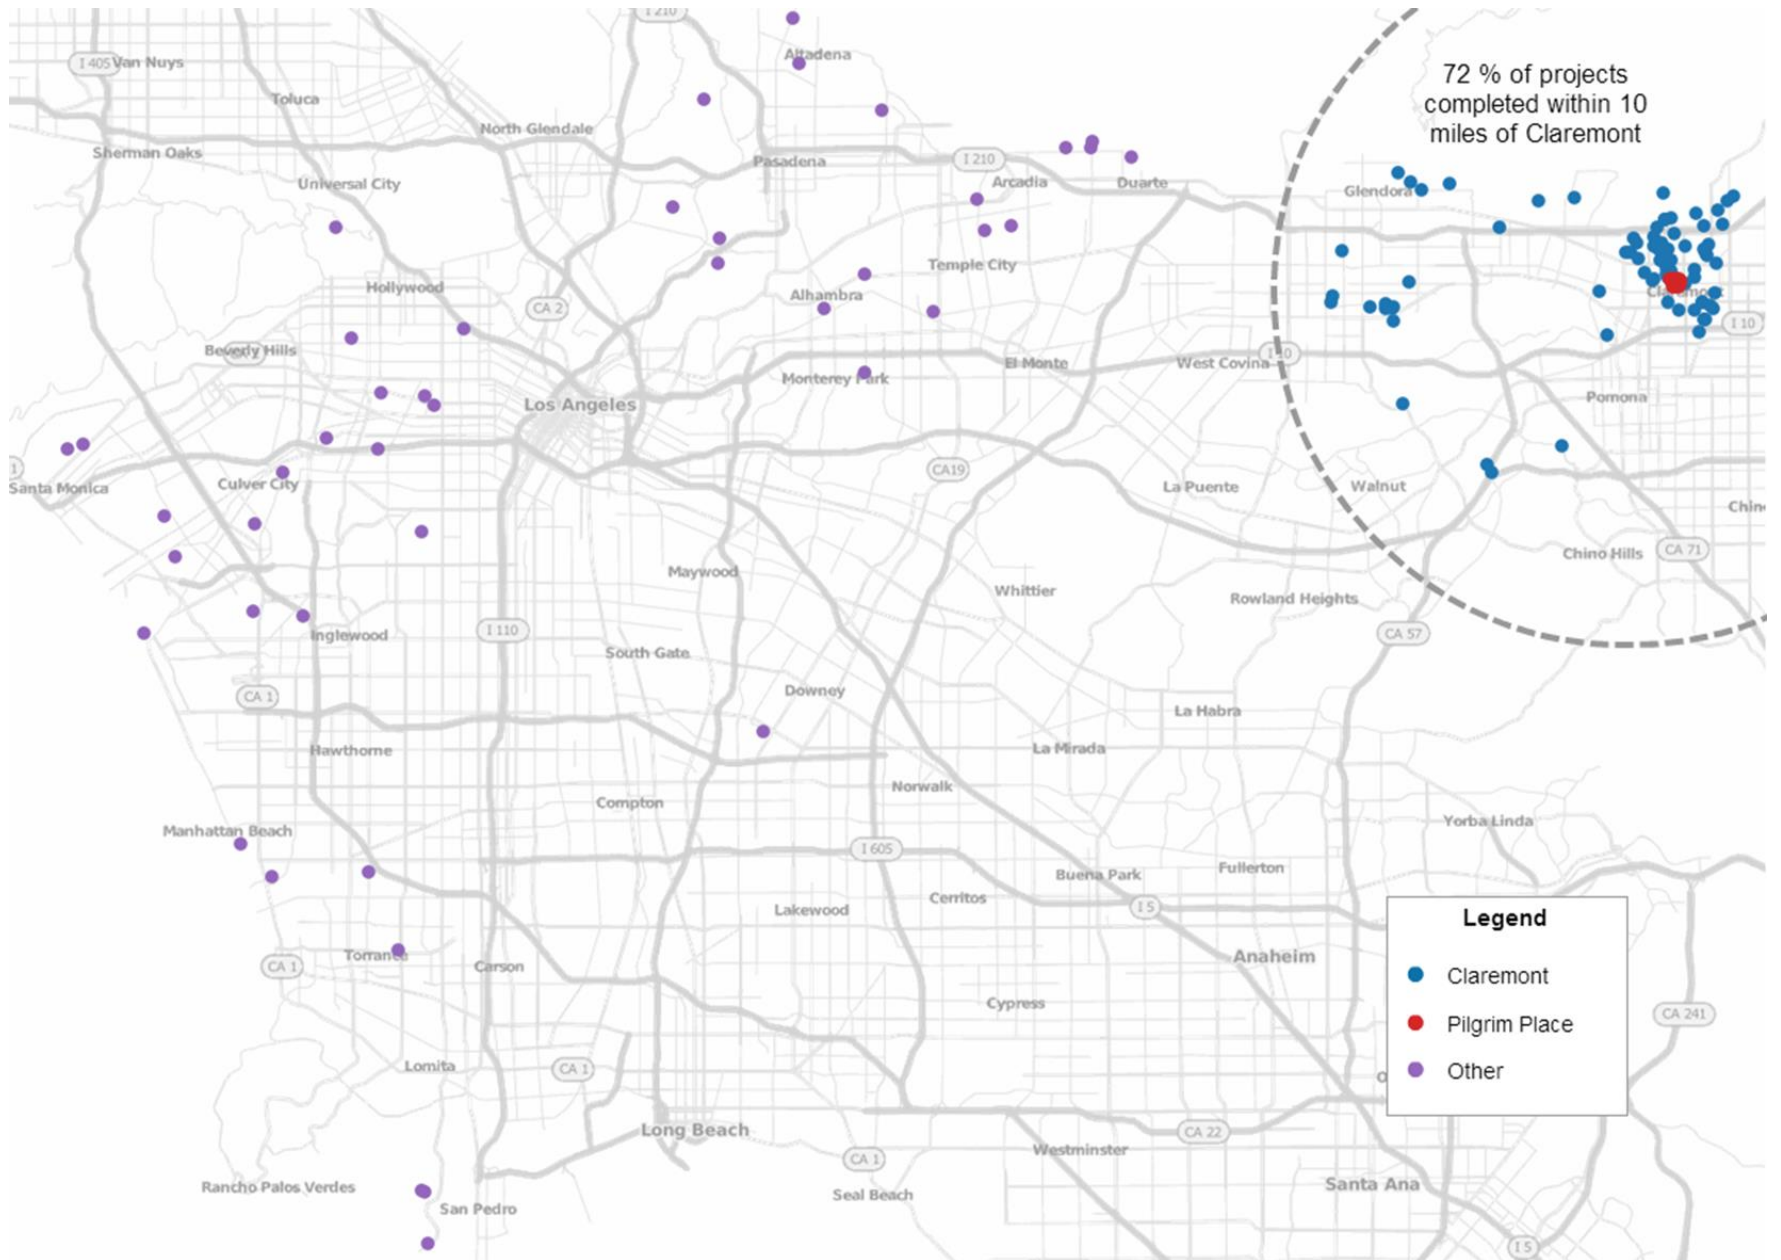 I 210
Altadena
I 405
Van Nuys
72 % of projects
completed within 10
miles of Claremont
Toluca
North Glendale
Sherman Oaks
Pasadena
I 210
Arcadia
Duarte
Universal City
Glendora
Temple City
Hollywood
Alhambra
Claremont
CA 2
I 10
Beverly Hills
I 10
El Monte
West Covina
Monterey Park
Pomona
Los Angeles
1
CA19
Santa Monica
Culver City
La Puente
Walnut
Chin
Chino Hills
CA 71
Maywood
Whittier
Rowland Heights
I 110
Inglewood
CA 57
South Gate
Downey
CA 1
La Habra
Hawthorne
La Mirada
Norwalk
Compton
Manhattan Beach
Yorba Linda
I 605
Buena Park
Fullerton
Cerritos
Lakewood
I 5
Legend
Torrance
CA 1
Carson
Anaheim
Claremont
Cypress
CA 241
Pilgrim Place
Lomita
CA 1
Other
O
Long Beach
CA 22
Westminster
CA 1
Rancho Palos Verdes
Seal Beach
Santa Ana
San Pedro
I 5